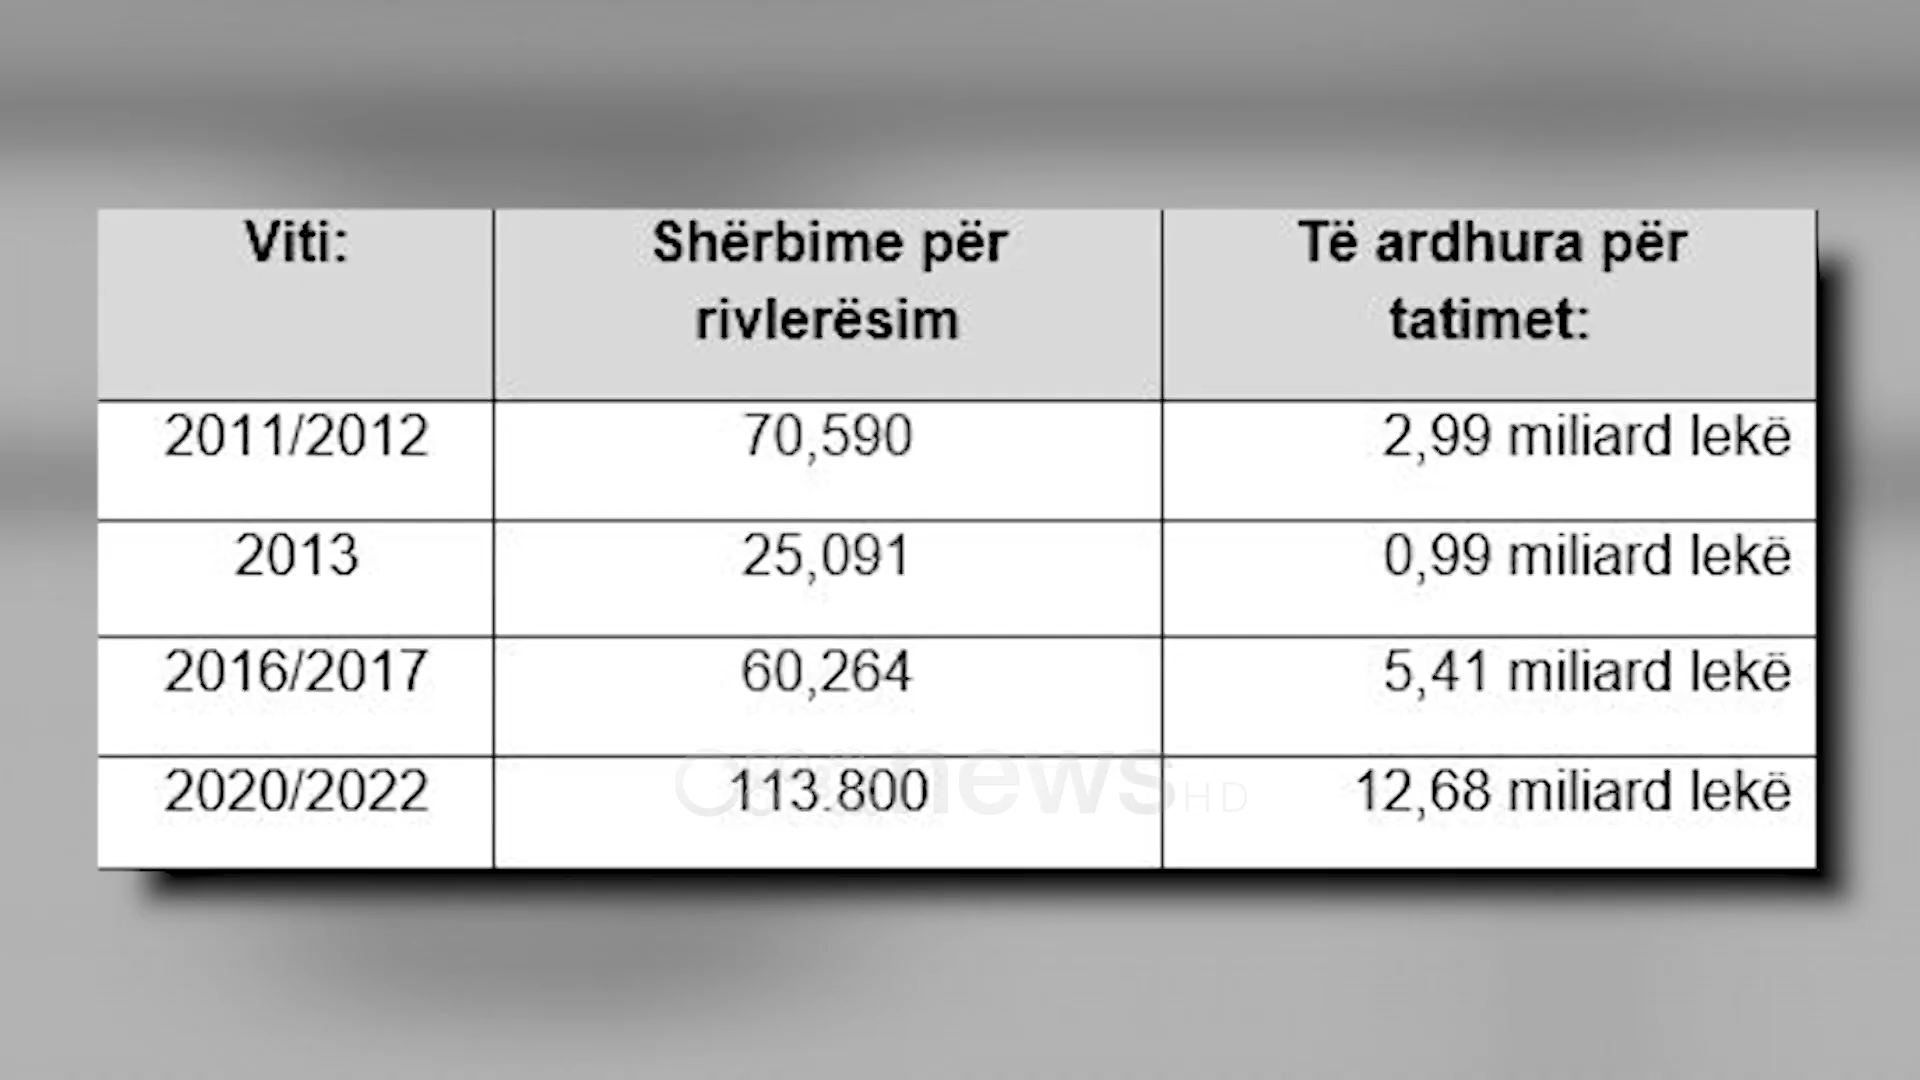 Viti:
Shërbime për
rivlerësim
Të ardhura për
tatimet:
2011/2012 70,590 2,99 miliard lekë
2013 25,091 0,99 miliard lekë
2016/2017 60,264 5,41 miliard lekë
2020/2022 113.800 12,68 miliard lekë
news HD